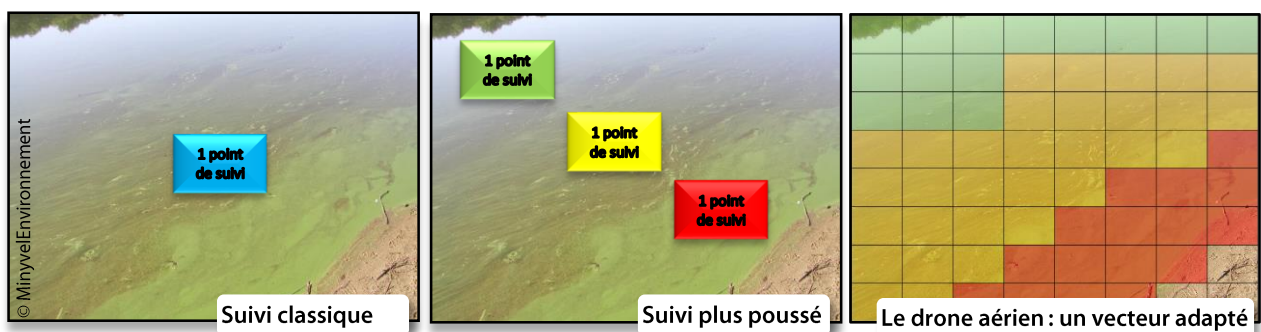 © MinyvelEnvironnement
1 point
de suivi
Suivi classique
1 point
de suivi
1 point
de suivi
1 point
de suivi
Suivi plus poussé
Le drone aérien : un vecteur adapté